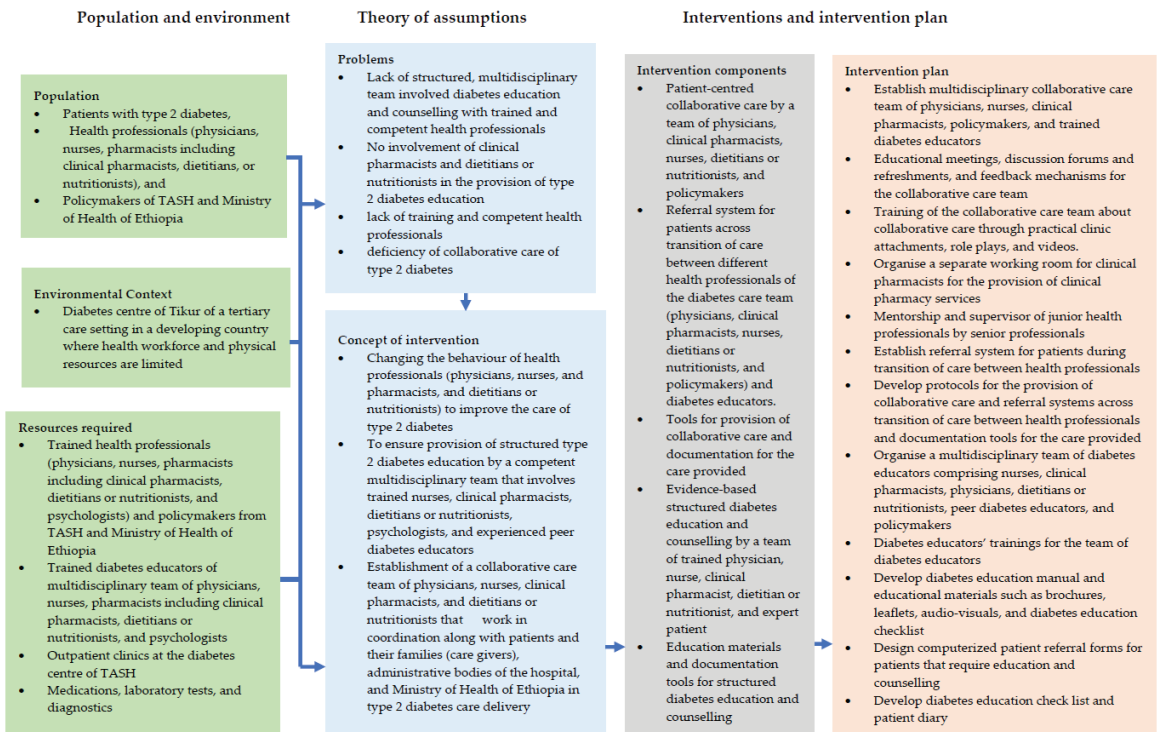 Population and environment
Theory of assumptions
Interventions and intervention plan
Population
• Patients with type 2 diabetes,
• Health professionals (physicians,
nurses, pharmacists including
clinical pharmacists, dietitians, or
nutritionists), and
• Policymakers of TASH and Ministry
of Health of Ethiopia
Environmental Context
• Diabetes centre of Tikur of a tertiary
care setting in a developing country
where health workforce and physical
resources are limited
Resources required
• Trained health professionals
(physicians, nurses, pharmacists
including clinical pharmacists,
dietitians or nutritionists, and
psychologists) and policymakers from
TASH and Ministry of Health of
Ethiopia
• Trained diabetes educators of
multidisciplinary team of physicians,
nurses, pharmacists including clinical
pharmacists, dietitians or
nutritionists, and psychologists
• Outpatient clinics at the diabetes
centre of TASH
• Medications, laboratory tests, and
diagnostics
Problems
• Lack of structured, multidisciplinary
team involved diabetes education
and counselling with trained and
competent health professionals
• No involvement of clinical
pharmacists and dietitians or
nutritionists in the provision of type
2 diabetes education
• lack of training and competent health
professionals
• deficiency of collaborative care of
type 2 diabetes
Concept of intervention
• Changing the behaviour of health
professionals (physicians, nurses, and
pharmacists, and dietitians or
nutritionists) to improve the care of
type 2 diabetes
• To ensure provision of structured type
2 diabetes education by a competent
multidisciplinary team that involves
trained nurses, clinical pharmacists,
dietitians or nutritionists,
psychologists, and experienced peer
diabetes educators
• Establishment of a collaborative care
team of physicians, nurses, clinical
pharmacists, and dietitians or
nutritionists that work in
coordination along with patients and
their families (care givers),
administrative bodies of the hospital,
and Ministry of Health of Ethiopia in
type 2 diabetes care delivery
Intervention components
• Patient-centred
collaborative care by a
team of physicians,
clinical pharmacists,
nurses, dietitians or
nutritionists, and
policymakers
• Referral system for
patients across
transition of care
between different
health professionals of
the diabetes care team
(physicians, clinical
pharmacists, nurses,
dietitians or
nutritionists, and
policymakers) and
diabetes educators.
• Tools for provision of
collaborative care and
documentation for the
care provided
• Evidence-based
structured diabetes
education and
counselling by a team
of trained physician,
nurse, clinical
pharmacist, dietitian or
nutritionist, and expert
patient
• Education materials
and documentation
tools for structured
diabetes education and
counselling
Intervention plan
• Establish multidisciplinary collaborative care
team of physicians, nurses, clinical
pharmacists, policymakers, and trained
diabetes educators
• Educational meetings, discussion forums and
refreshments, and feedback mechanisms for
the collaborative care team
• Training of the collaborative care team about
collaborative care through practical clinic
attachments, role plays, and videos.
• Organise a separate working room for clinical
pharmacists for the provision of clinical
pharmacy services
• Mentorship and supervisor of junior health
professionals by senior professionals
• Establish referral system for patients during
transition of care between health professionals
• Develop protocols for the provision of
collaborative care and referral systems across
transition of care between health professionals
and documentation tools for the care provided
• Organise a multidisciplinary team of diabetes
educators comprising nurses, clinical
pharmacists, physicians, dietitians or
nutritionists, peer diabetes educators, and
policymakers
• Diabetes educators' trainings for the team of
diabetes educators
• Develop diabetes education manual and
educational materials such as brochures,
leaflets, audio-visuals, and diabetes education
checklist
• Design computerized patient referral forms for
patients that require education and
counselling
• Develop diabetes education check list and
patient diary